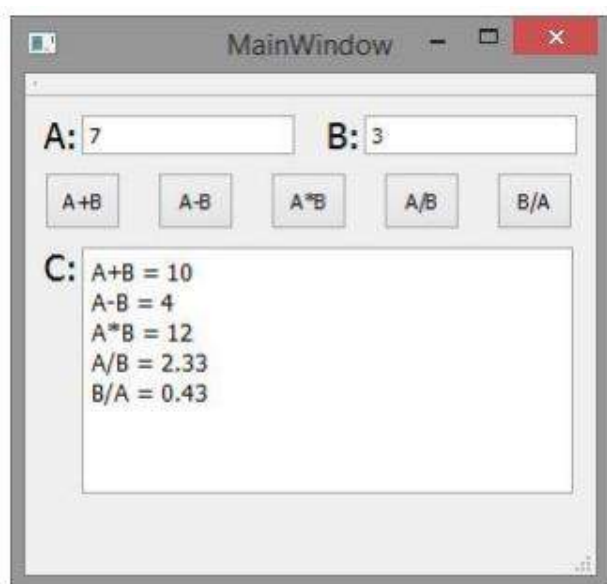 MainWindow
A: 7 B: 3
A+B A-B A*B A/B B/A
C: A+B = 10
A-B = 4
A*B = 12
A/B = 2.33
B/A = 0.43